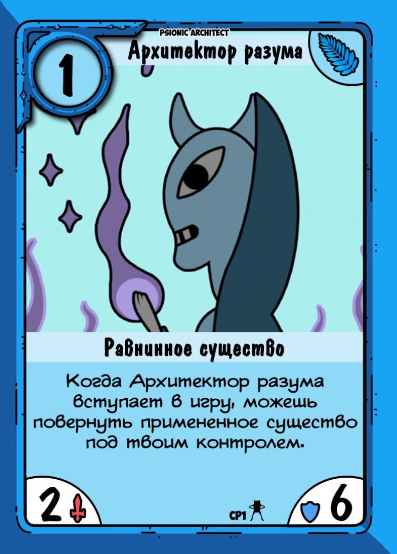 PSIONIC ARCHITECT
1
Архитектор разума
Равнинное существо
Когда Архитектор разума
вступает в игру, можешь
повернуть примененное существо
под твоим контролем.
2
CP1
6